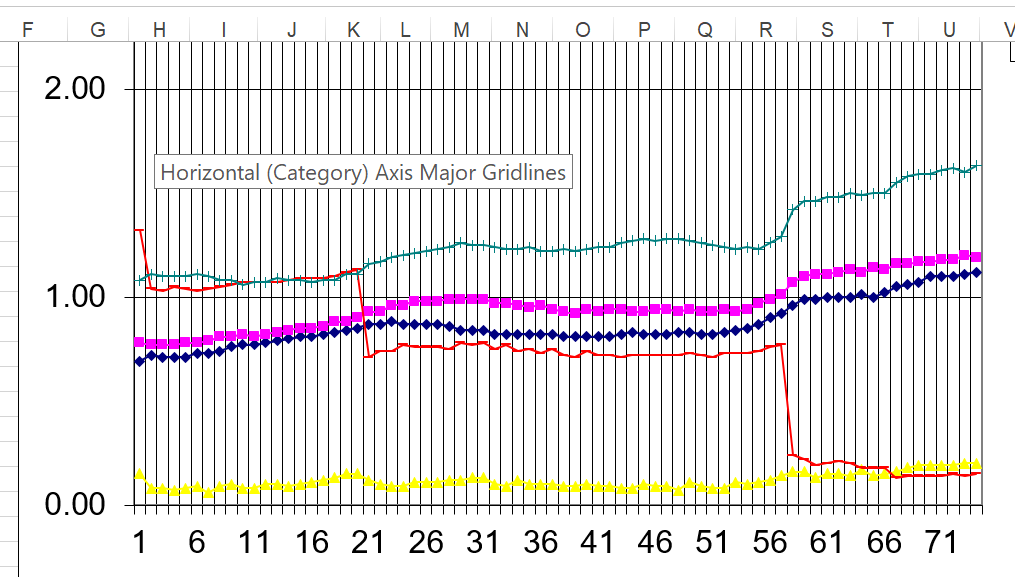 F G H I J K L M N O P Q R S T U V
2.00
Horizontal (Category) Axis Major Gridlines
1.00
0.00
1 6 11 16 21 26 31 36 41 46 51 56 61 66 71